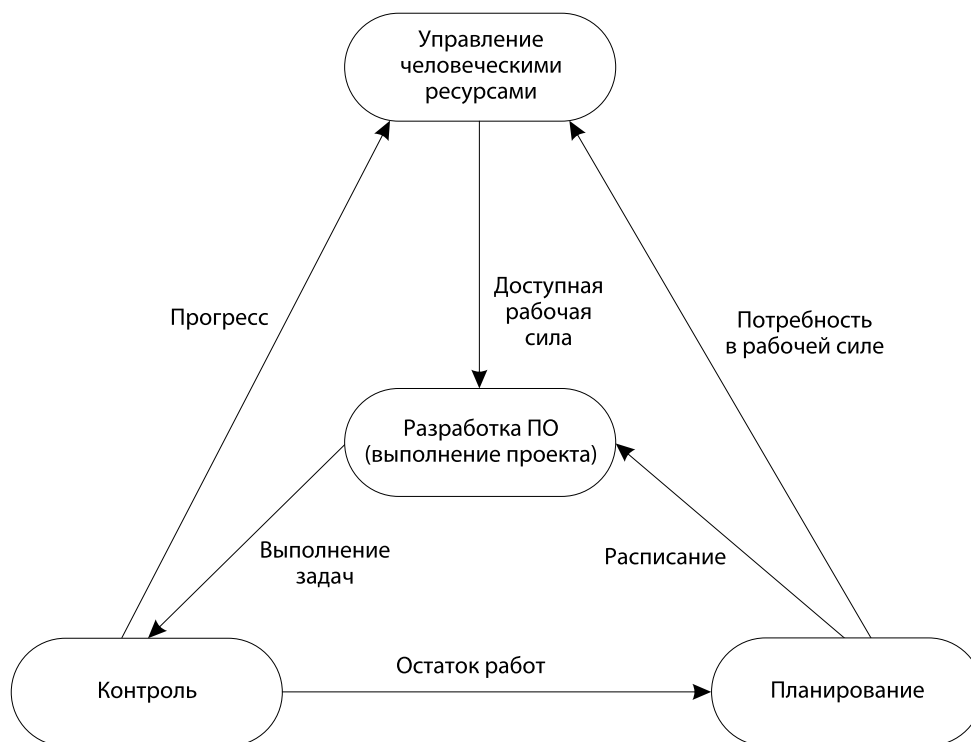 Управление
человеческими
ресурсами
Прогресс
Доступная
рабочая
сила
Потребность
в рабочей силе
Разработка ПО
(выполнение проекта)
Выполнение
задач
Расписание
Контроль
Остаток работ
Планирование